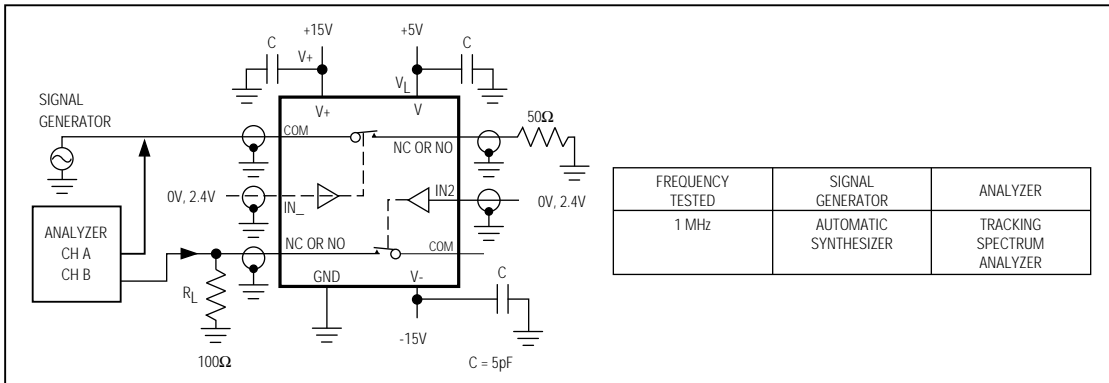 +15V
+5V
C
V+
VL
C
SIGNAL
GENERATOR
V+
V
50Ω
COM
NC OR NO
0V, 2.4V
IN_
IN2
0V, 2.4V
ANALYZER
CH A
CH B
NC OR NO
COM
RL
GND
V-
C
100Ω
-15V
C = 5pF
FREQUENCY
TESTED
SIGNAL
GENERATOR
ANALYZER
1 MHz
AUTOMATIC
SYNTHESIZER
TRACKING
SPECTRUM
ANALYZER